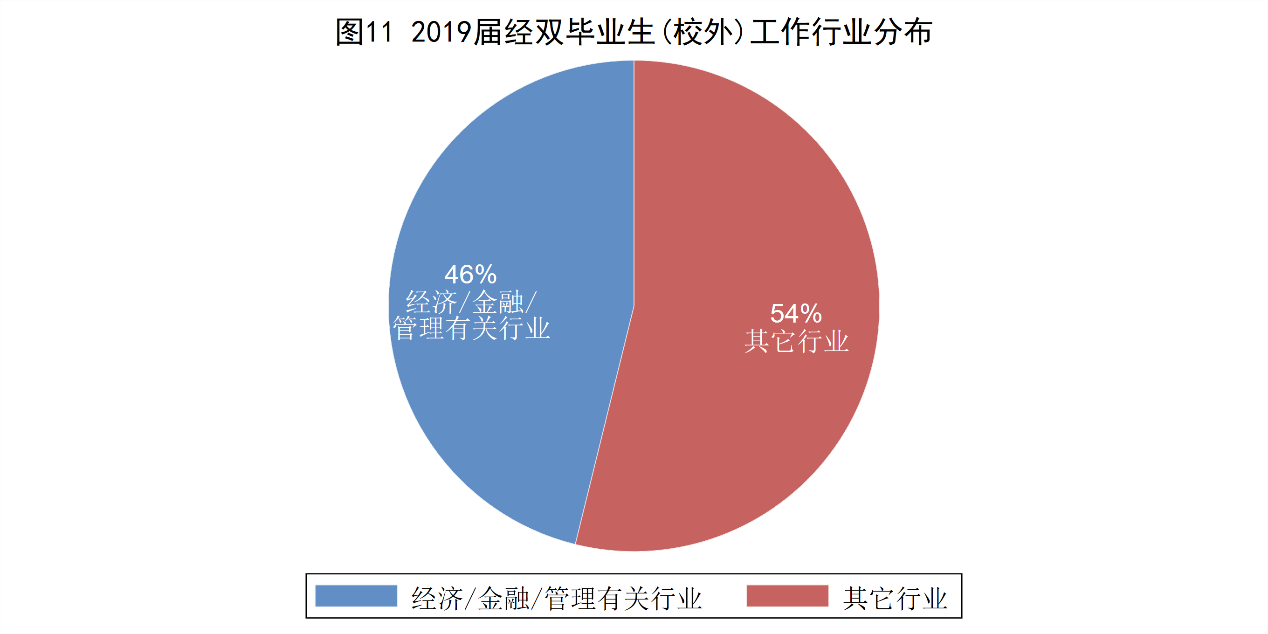 图11 2019届经双毕业生(校外)工作行业分布
46%
经济/金融/
管理有关行业
54%
其它行业
经济/金融/管理有关行业
其它行业